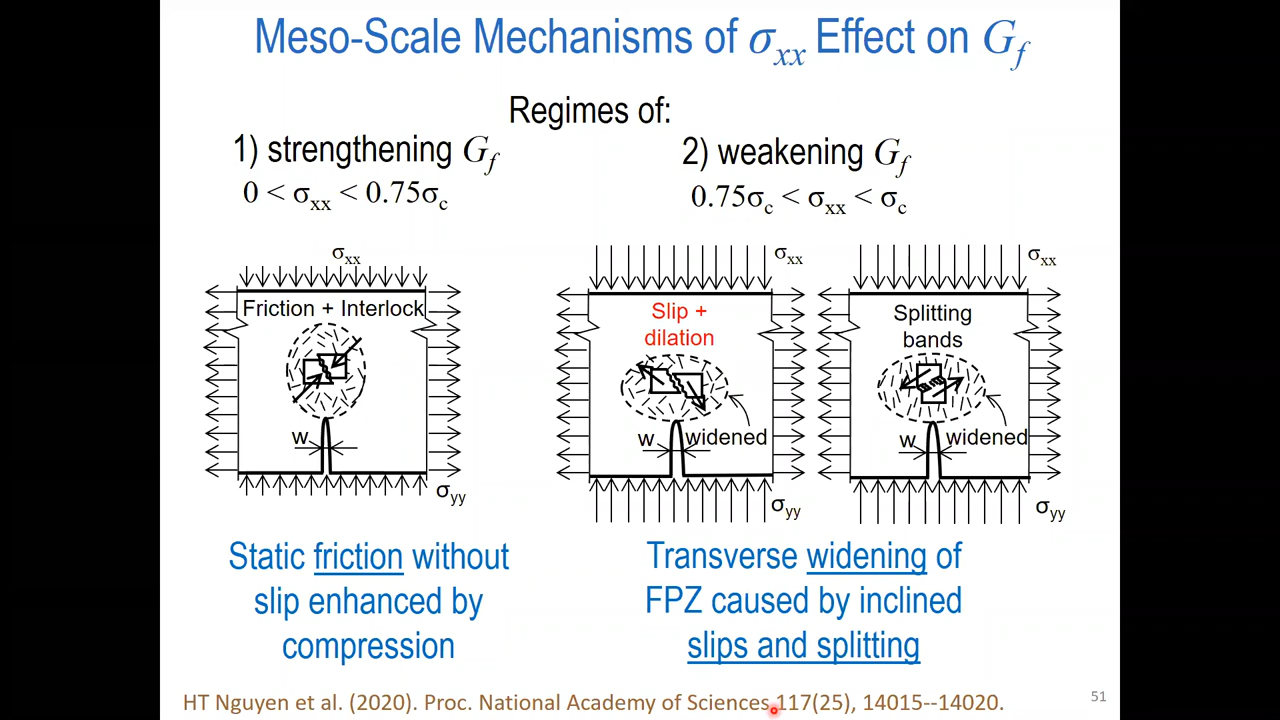 Meso-Scale Mechanisms of σxx Effect on Gf
Regimes of:
1) strengthening Gf
0 < σxx < 0.75σc
2) weakening Gf
0.75σc < σxx < σc
σxx
Friction + Interlock
w
σyy
σxx
Slip +
dilation
w
widened
σyy
σxx
Splitting
bands
w
widened
σyy
Static friction without
slip enhanced by
compression
Transverse widening of
FPZ caused by inclined
slips and splitting
HT Nguyen et al. (2020). Proc. National Academy of Sciences 117(25), 14015--14020.
51